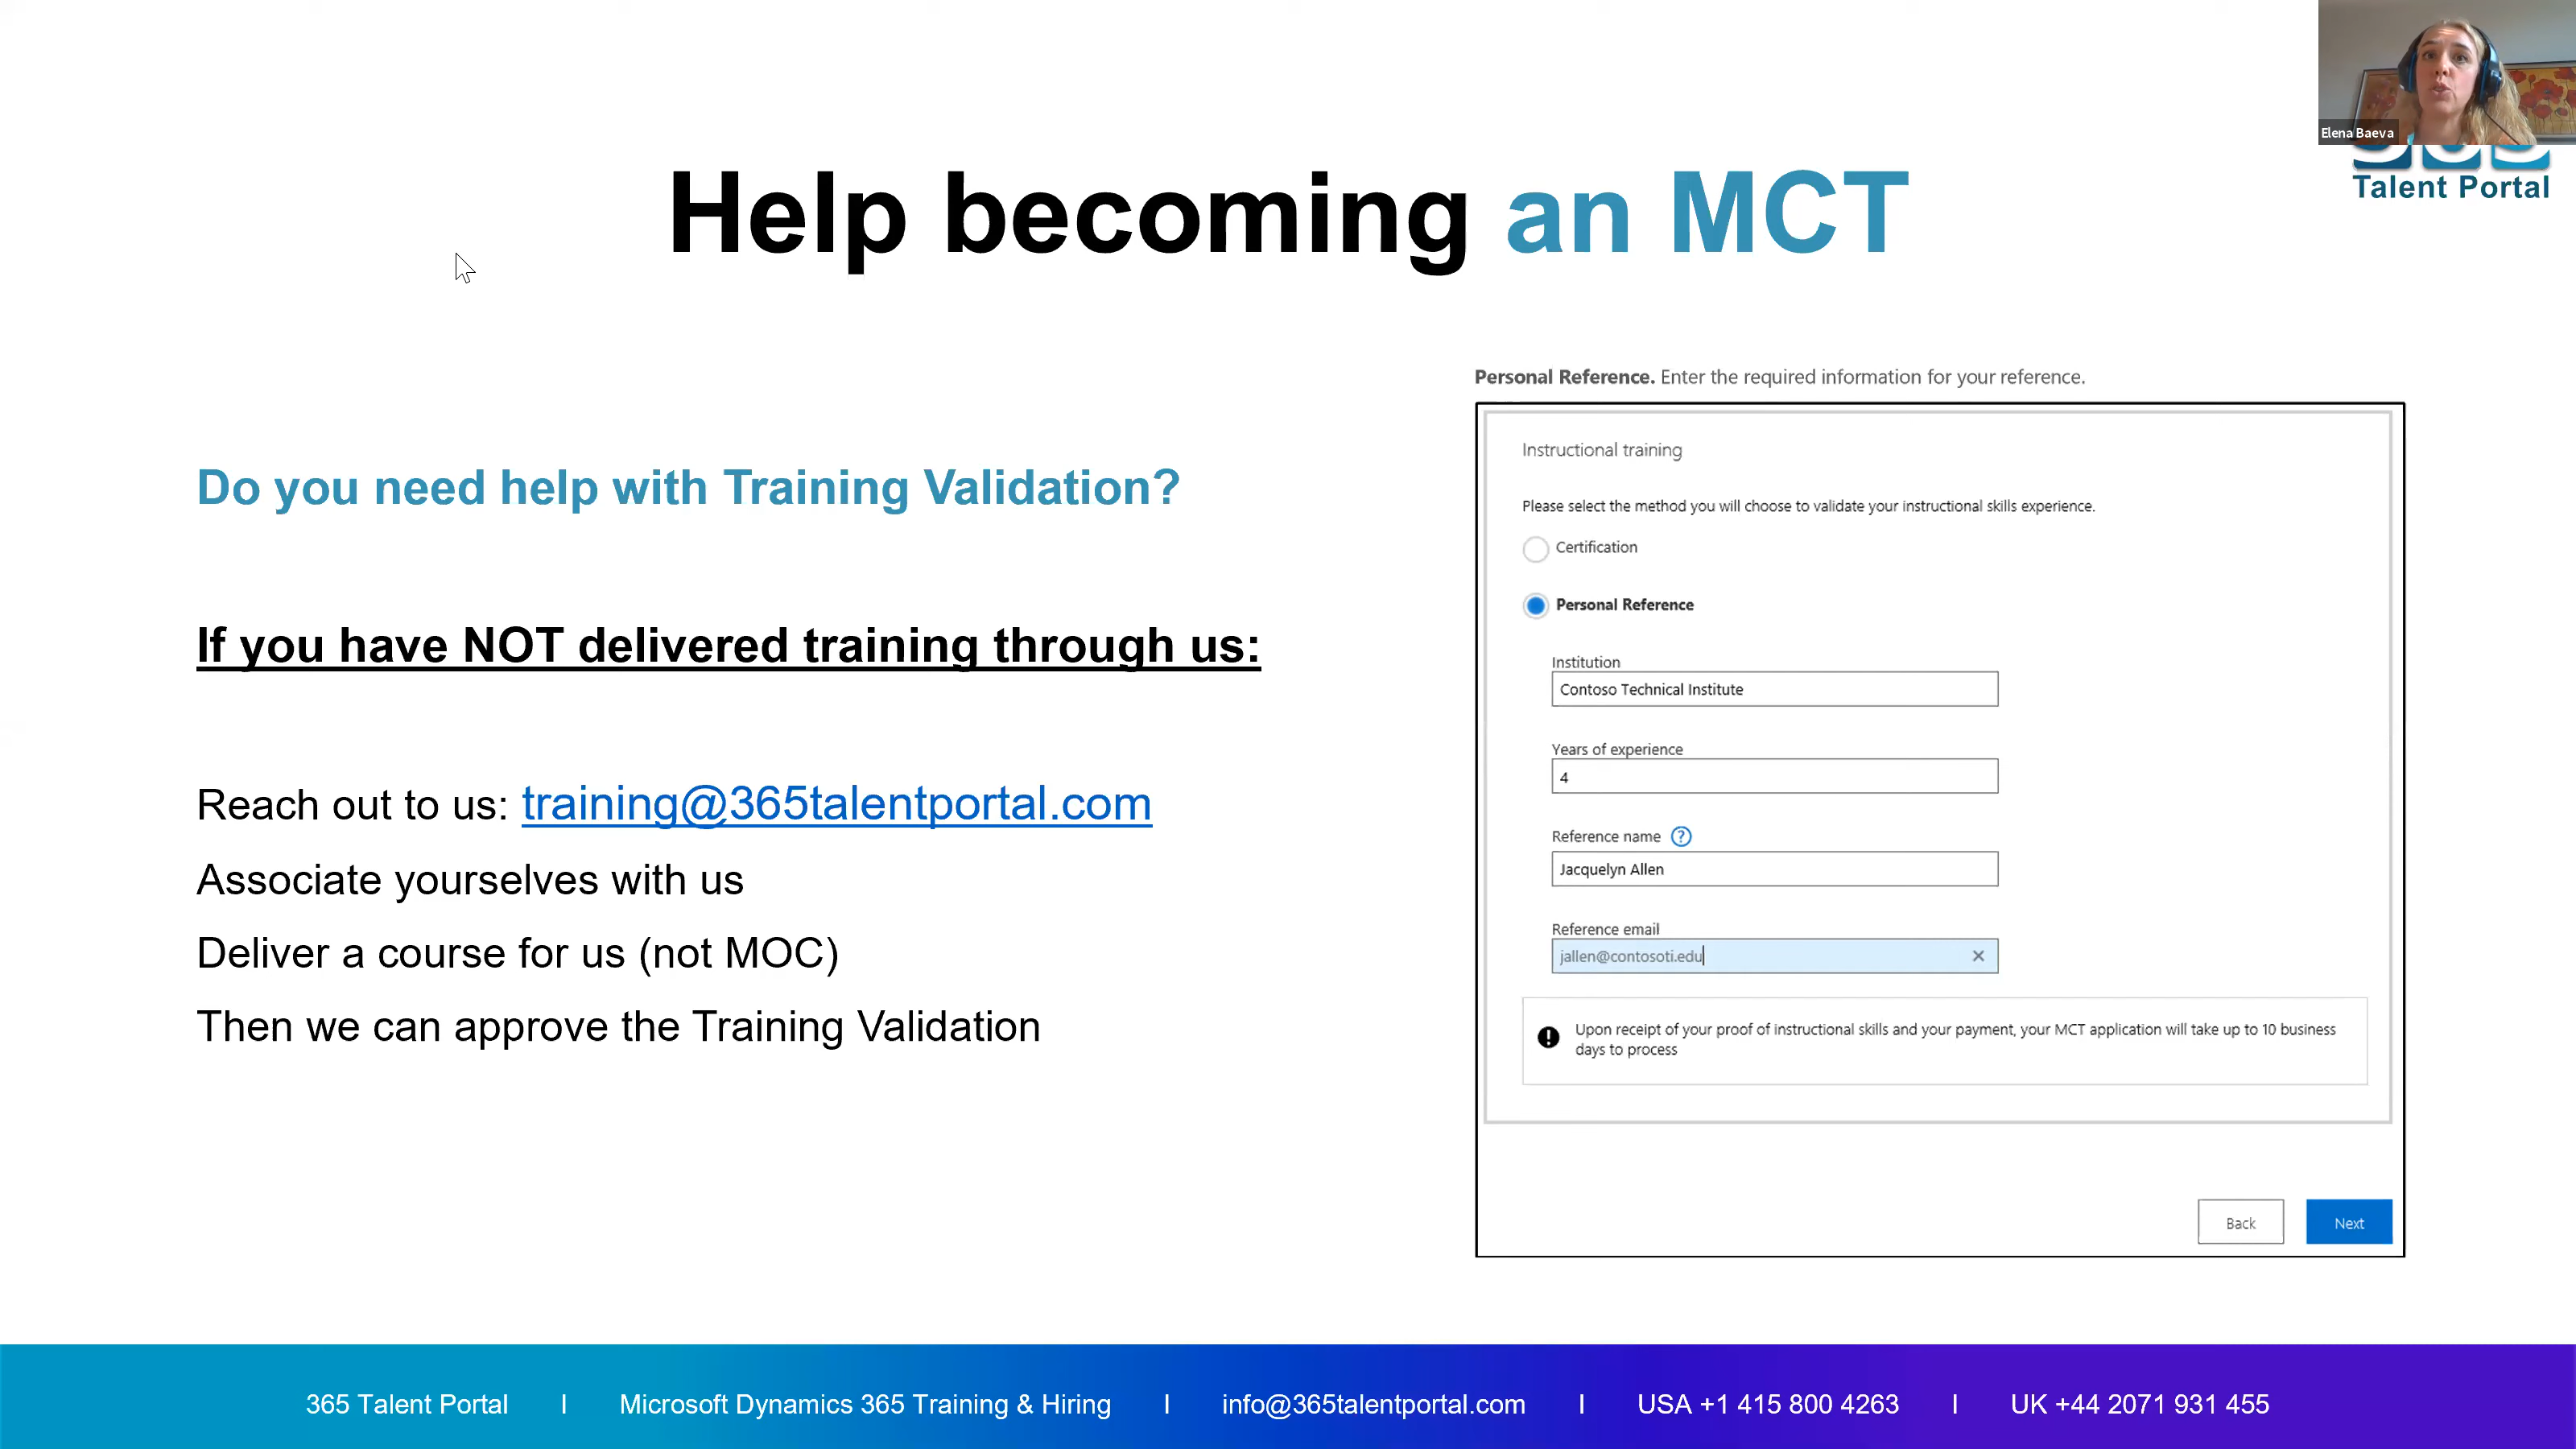 Elena Baeva
Talent Portal
Help becoming an MCT
Do you need help with Training Validation?
If you have NOT delivered training through us:
Reach out to us: training@365talentportal.com
Associate yourselves with us
Deliver a course for us (not MOC)
Then we can approve the Training Validation
Personal Reference. Enter the required information for your reference.
Instructional training
Please select the method you will choose to validate your instructional skills experience.
Certification
Personal Reference
Institution
Contoso Technical Institute
Years of experience
4
Reference name ?
Jacquelyn Allen
Reference email
jallen@contosoti.edu
Upon receipt of your proof of instructional skills and your payment, your MCT application will take up to 10 business
days to process
Back
Next
365 Talent Portal I Microsoft Dynamics 365 Training & Hiring I info@365talentportal.com I USA +1 415 800 4263 I UK +44 2071 931 455